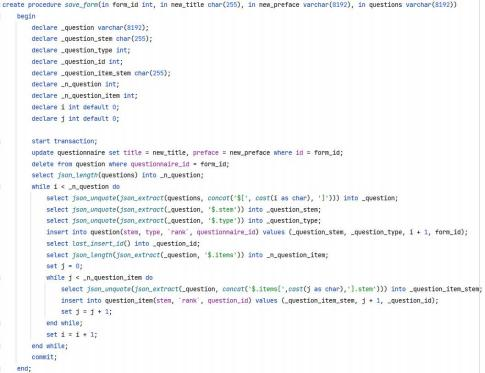 create procedure save_form(in form_id int, in new_title char(255), in new_preface varchar(8192), in questions varchar(8192))
begin
declare _question varchar(8192);
declare _question_stem char(255);
declare _question_type int;
declare _question_id int;
declare _question_item_stem char(255);
declare _n_question int;
declare _n_question_item int;
declare i int default 0;
declare j int default 0;
start transaction;
update questionnaire set title = new_title, preface = new_preface where id = form_id;
delete from question where questionnaire_id = form_id;
select json_length(questions) into _n_question;
while i < _n_question do
select json_unquote(json_extract(questions, concat('$[', cast(i as char), ']'))) into _question;
select json_unquote(json_extract(_question, '$.stem')) into _question_stem;
select json_unquote(json_extract(_question, '$.type')) into _question_type;
insert into question(stem, type, `rank`, questionnaire_id) values (_question_stem, _question_type, i + 1, form_id);
select last_insert_id() into _question_id;
select json_length(json_extract(_question, '$.items')) into _n_question_item;
set j = 0;
while j < _n_question_item do
select json_unquote(json_extract(_question, concat('$.items[',cast(j as char),'].stem'))) into _question_item_stem;
insert into question_item(stem, `rank`, question_id) values (_question_item_stem, j + 1, _question_id);
set j = j + 1;
end while;
set i = i + 1;
end while;
commit;
end;